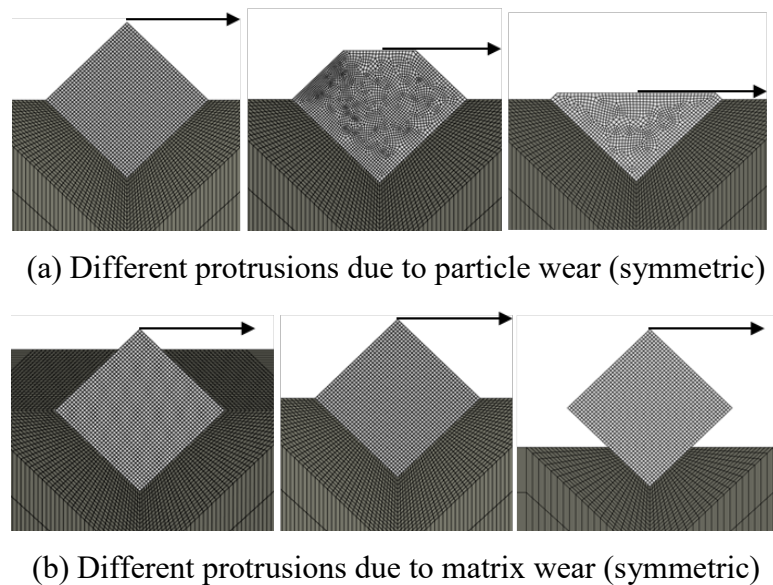 (a) Different protrusions due to particle wear (symmetric)
(b) Different protrusions due to matrix wear (symmetric)